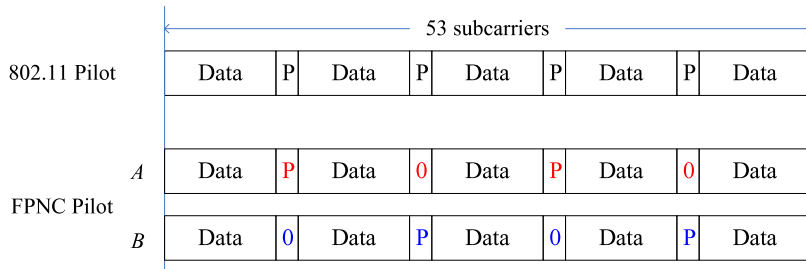 53 subcarriers
802.11 Pilot Data P Data P Data P Data P Data
A Data P Data 0 Data P Data 0 Data
FPNC Pilot
B Data 0 Data P Data 0 Data P Data